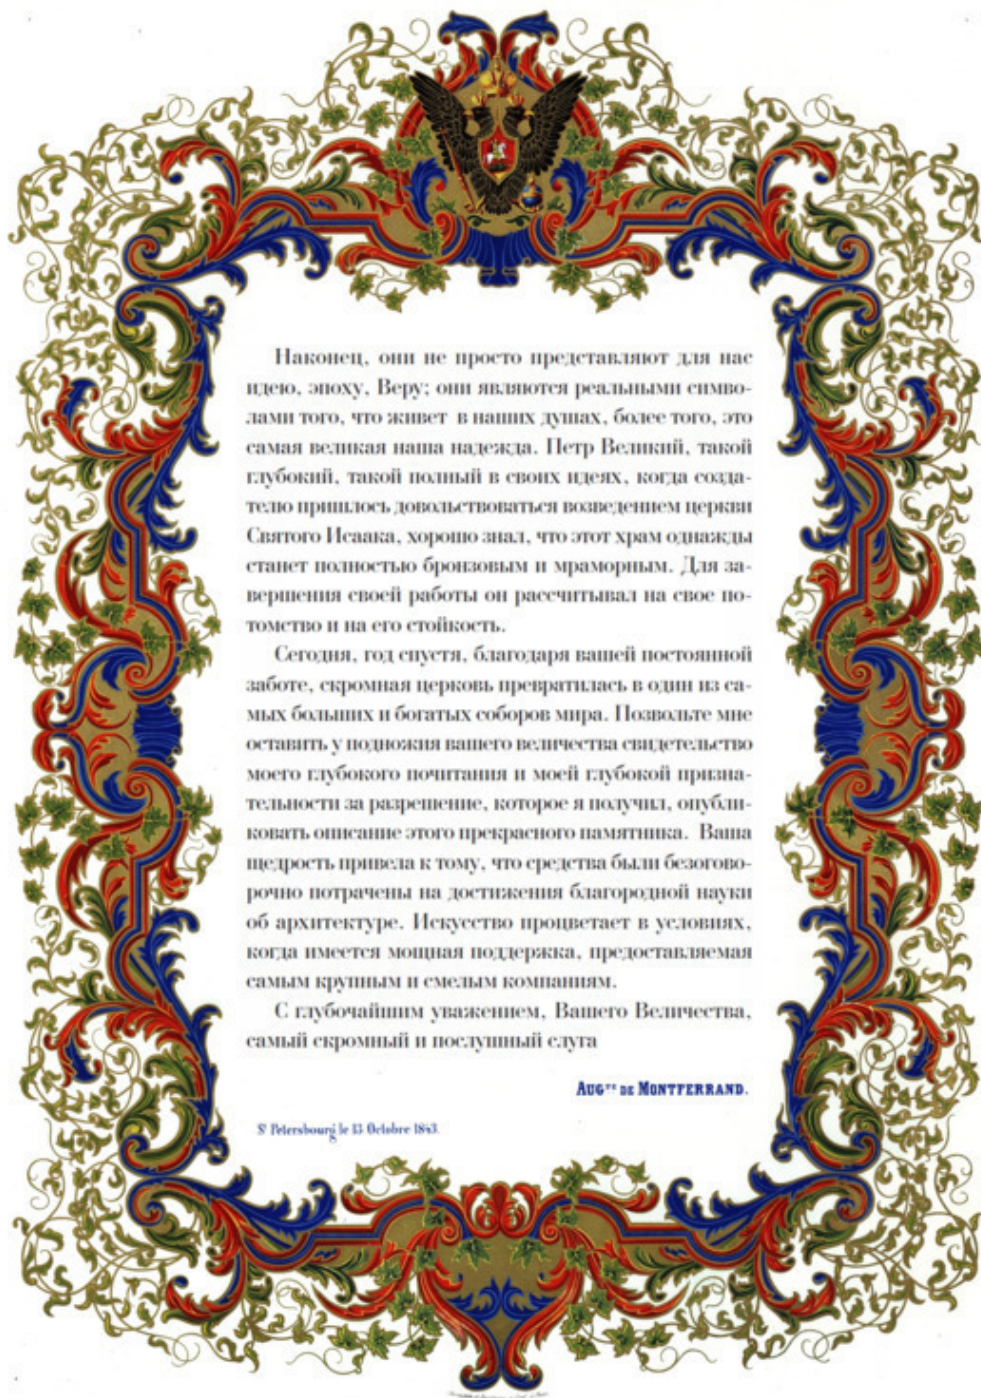 Наконец, они не просто представляют для нас
идею, эпоху, Веру; они являются реальными симво-
лами того, что живет в наших душах, более того, это
самая великая наша надежда. Петр Великий, такой
глубокий, такой полный в своих идеях, когда созда-
телю пришлось довольствоваться возведением церкви
Святого Исаака, хорошо знал, что этот храм однажды
станет полностью бронзовым и мраморным. Для за-
вершения своей работы он рассчитывал на свое по-
томство и на его стойкость.
Сегодня, год спустя, благодаря вашей постоянной
заботе, скромная церковь превратилась в один из са-
мых больших и богатых соборов мира. Позвольте мне
оставить у подножия вашего величества свидетельство
моего глубокого почитания и моей глубокой призна-
тельности за разрешение, которое я получил, опубли-
ковать описание этого прекрасного памятника. Ваша
щедрость привела к тому, что средства были безогово-
рочно потрачены на достижения благородной науки
об архитектуре. Искусство процветает в условиях,
когда имеется мощная поддержка, предоставляемая
самым крупным и смелым компаниям.
С глубочайшим уважением, Вашего Величества,
самый скромный и послушный слуга
AUGTE DE MONTFERRAND.
St Petersbourg le 13 Octobre 1843.